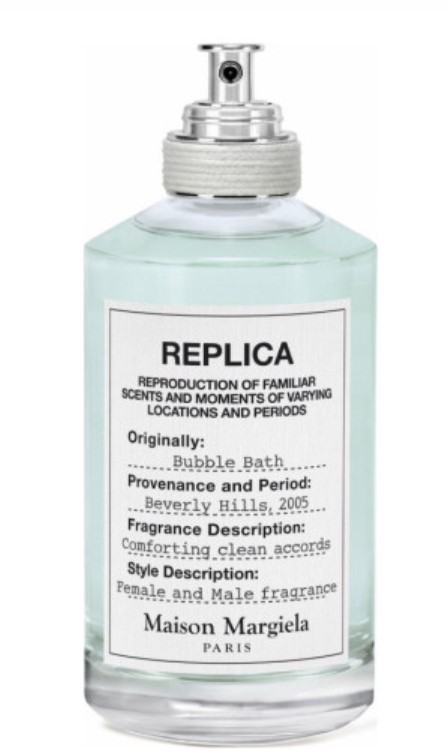 REPLICA
REPRODUCTION OF FAMILIAR
SCENTS AND MOMENTS OF VARYING
LOCATIONS AND PERIODS
Originally:
Bubble Bath
Provenance and Period:
Beverly Hills, 2005
Fragrance Description:
Comforting clean accords
Style Description:
Female and Male fragrance
Maison Margiela
PARIS